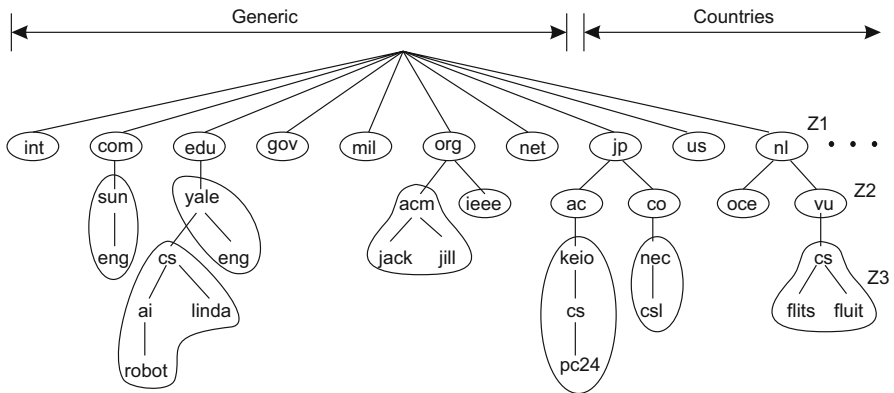 Generic Countries
Z1
int com edu gov mil org net jp us nl . . .
sun yale acm ieee ac co oce vu Z2
eng cs eng jack jill keio nec cs Z3
ai linda cs csl flits fluit
robot pc24